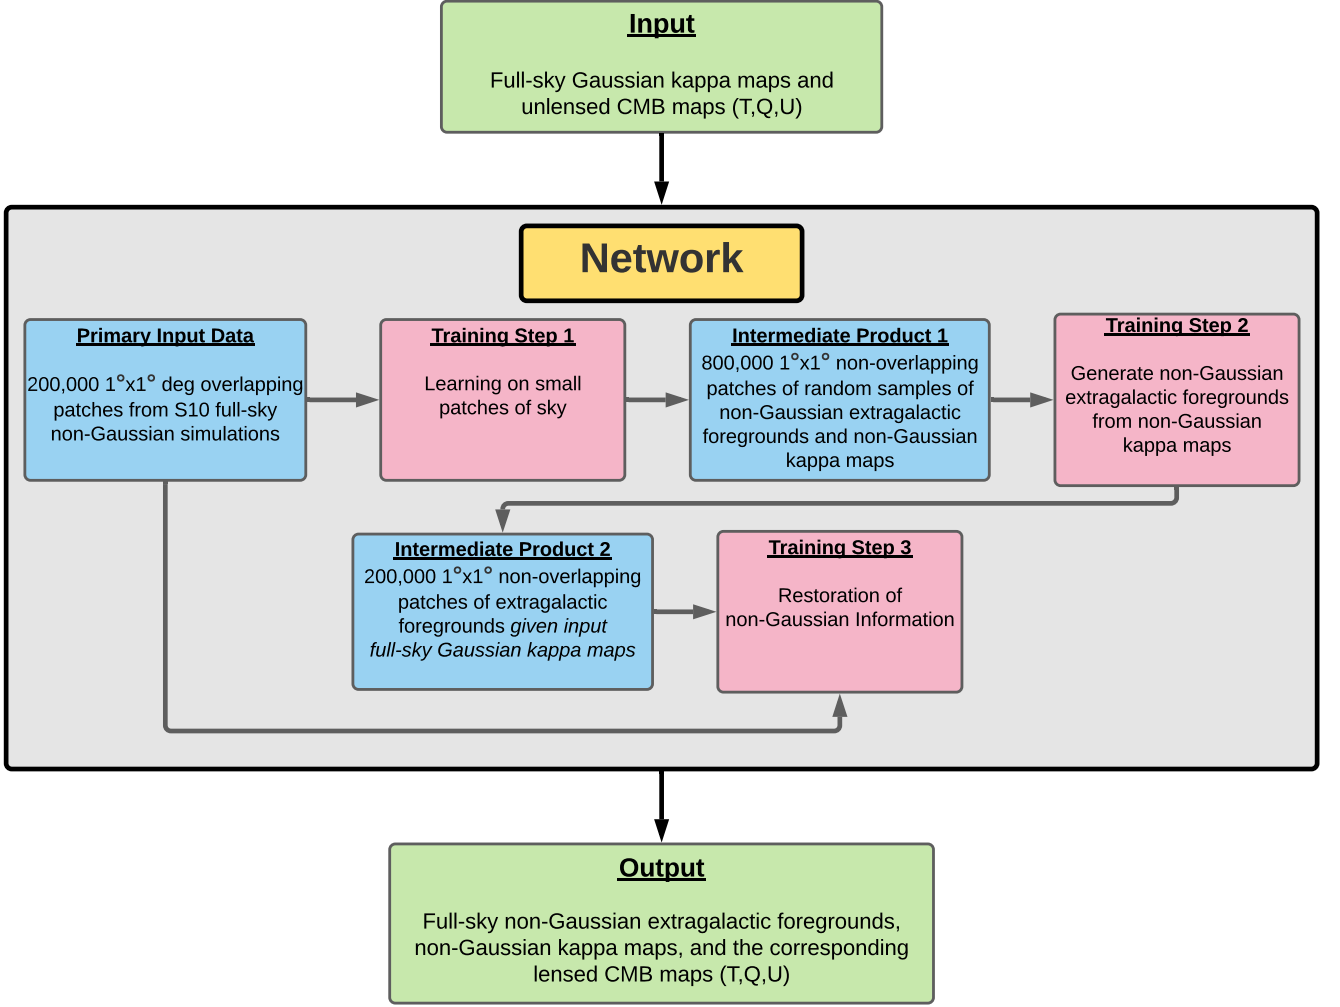 Input
Full-sky Gaussian kappa maps and
unlensed CMB maps (T,Q,U)
Network
Primary Input Data
200,000 1°x1° deg overlapping
patches from S10 full-sky
non-Gaussian simulations
Training Step 1
Learning on small
patches of sky
Intermediate Product 1
800,000 1°x1° non-overlapping
patches of random samples of
non-Gaussian extragalactic
foregrounds and non-Gaussian
kappa maps
Training Step 2
Generate non-Gaussian
extragalactic foregrounds
from non-Gaussian
kappa maps
Intermediate Product 2
200,000 1°x1° non-overlapping
patches of extragalactic
foregrounds given input
full-sky Gaussian kappa maps
Training Step 3
Restoration of
non-Gaussian Information
Output
Full-sky non-Gaussian extragalactic foregrounds,
non-Gaussian kappa maps, and the corresponding
lensed CMB maps (T,Q,U)